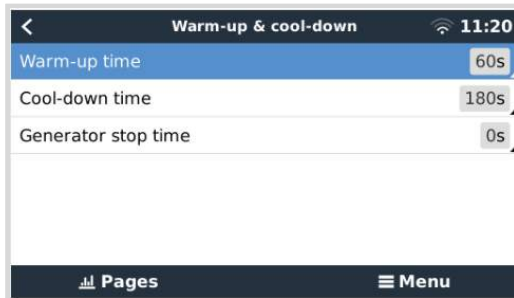 Warm-up & cool-down 11:20
Warm-up time 60s
Cool-down time 180s
Generator stop time 0s
Pages Menu